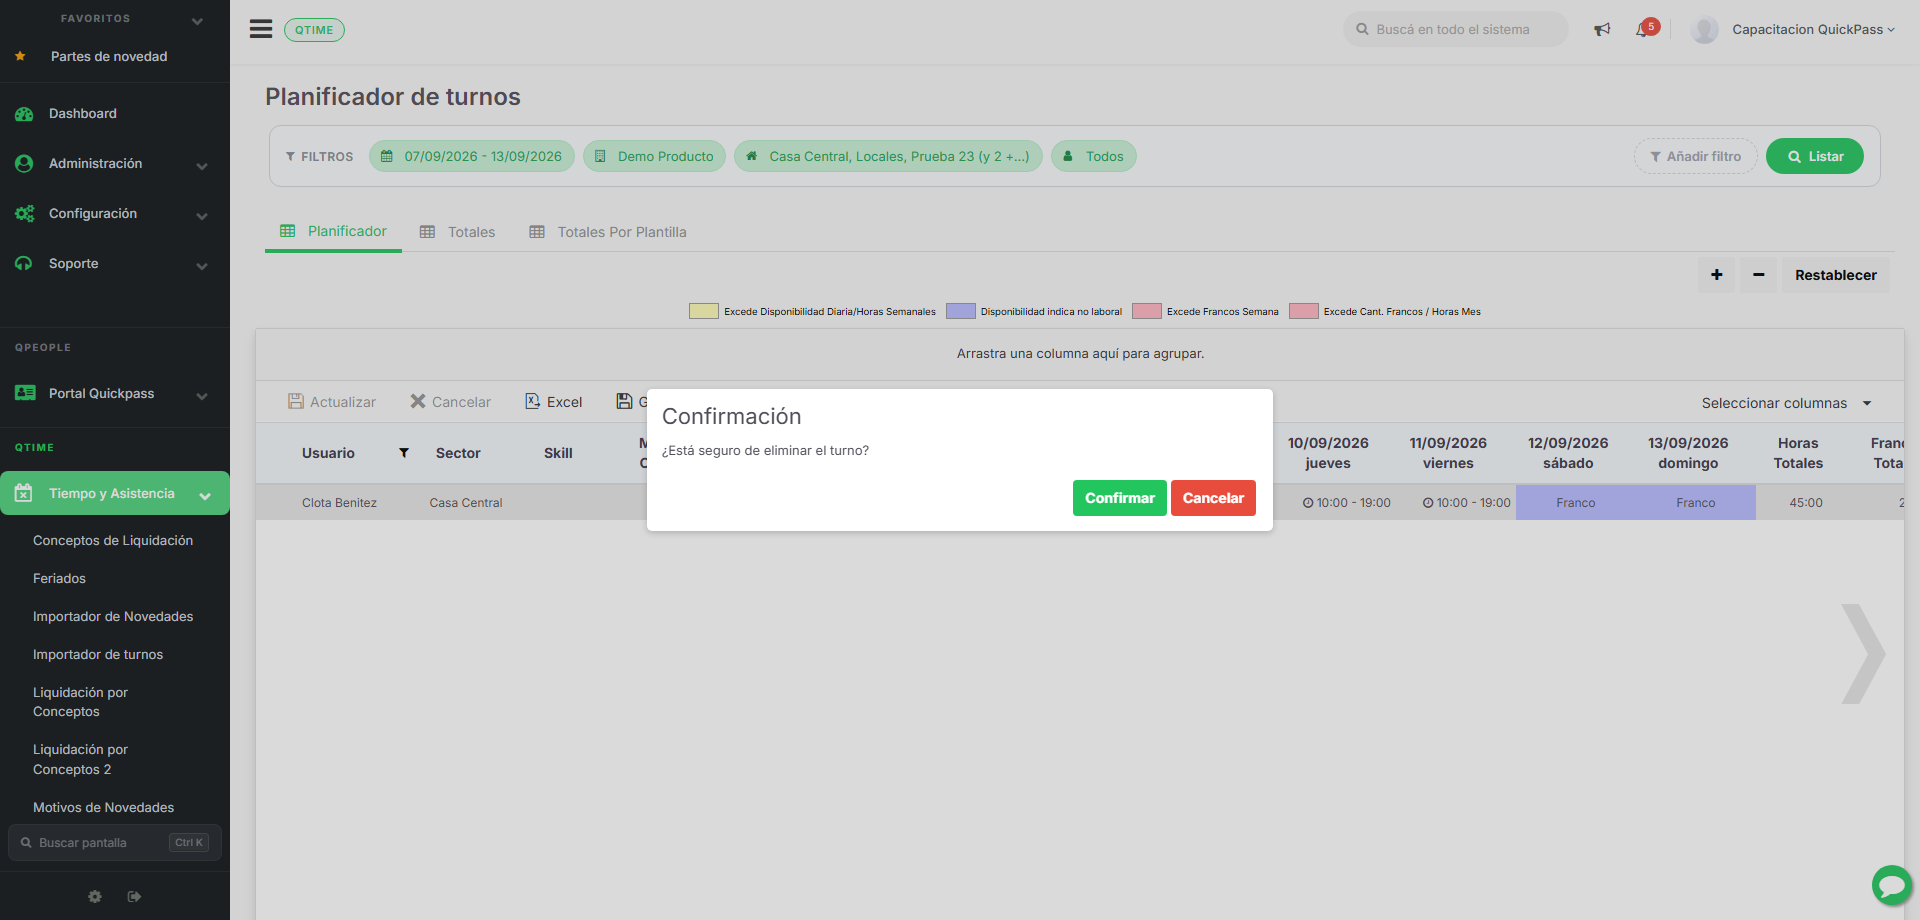 FAVORITOS
Partes de novedad
Dashboard
Administración
Configuración
Soporte
QPEOPLE
Portal Quickpass
QTIME
Tiempo y Asistencia
Conceptos de Liquidación
Feriados
Importador de Novedades
Importador de turnos
Liquidación por
Conceptos
Liquidación por
Conceptos 2
Motivos de Novedades
Buscar pantalla Ctrl K
QTIME
Buscá en todo el sistema
5
Capacitacion QuickPass
Planificador de turnos
FILTROS 07/09/2026 - 13/09/2026 Demo Producto Casa Central, Locales, Prueba 23 (y 2 +...) Todos Añadir filtro Listar
Planificador Totales Totales Por Plantilla
+ − Restablecer
Excede Disponibilidad Diaria/Horas Semanales Disponibilidad indica no laboral Excede Francos Semana Excede Cant. Francos / Horas Mes
Arrastra una columna aquí para agrupar.
Actualizar Cancelar Excel Seleccionar columnas
Usuario Sector Skill 10/09/2026 jueves 11/09/2026 viernes 12/09/2026 sábado 13/09/2026 domingo Horas Totales
Clota Benitez Casa Central 10:00 - 19:00 10:00 - 19:00 Franco Franco 45:00
Confirmación
¿Está seguro de eliminar el turno?
Confirmar Cancelar